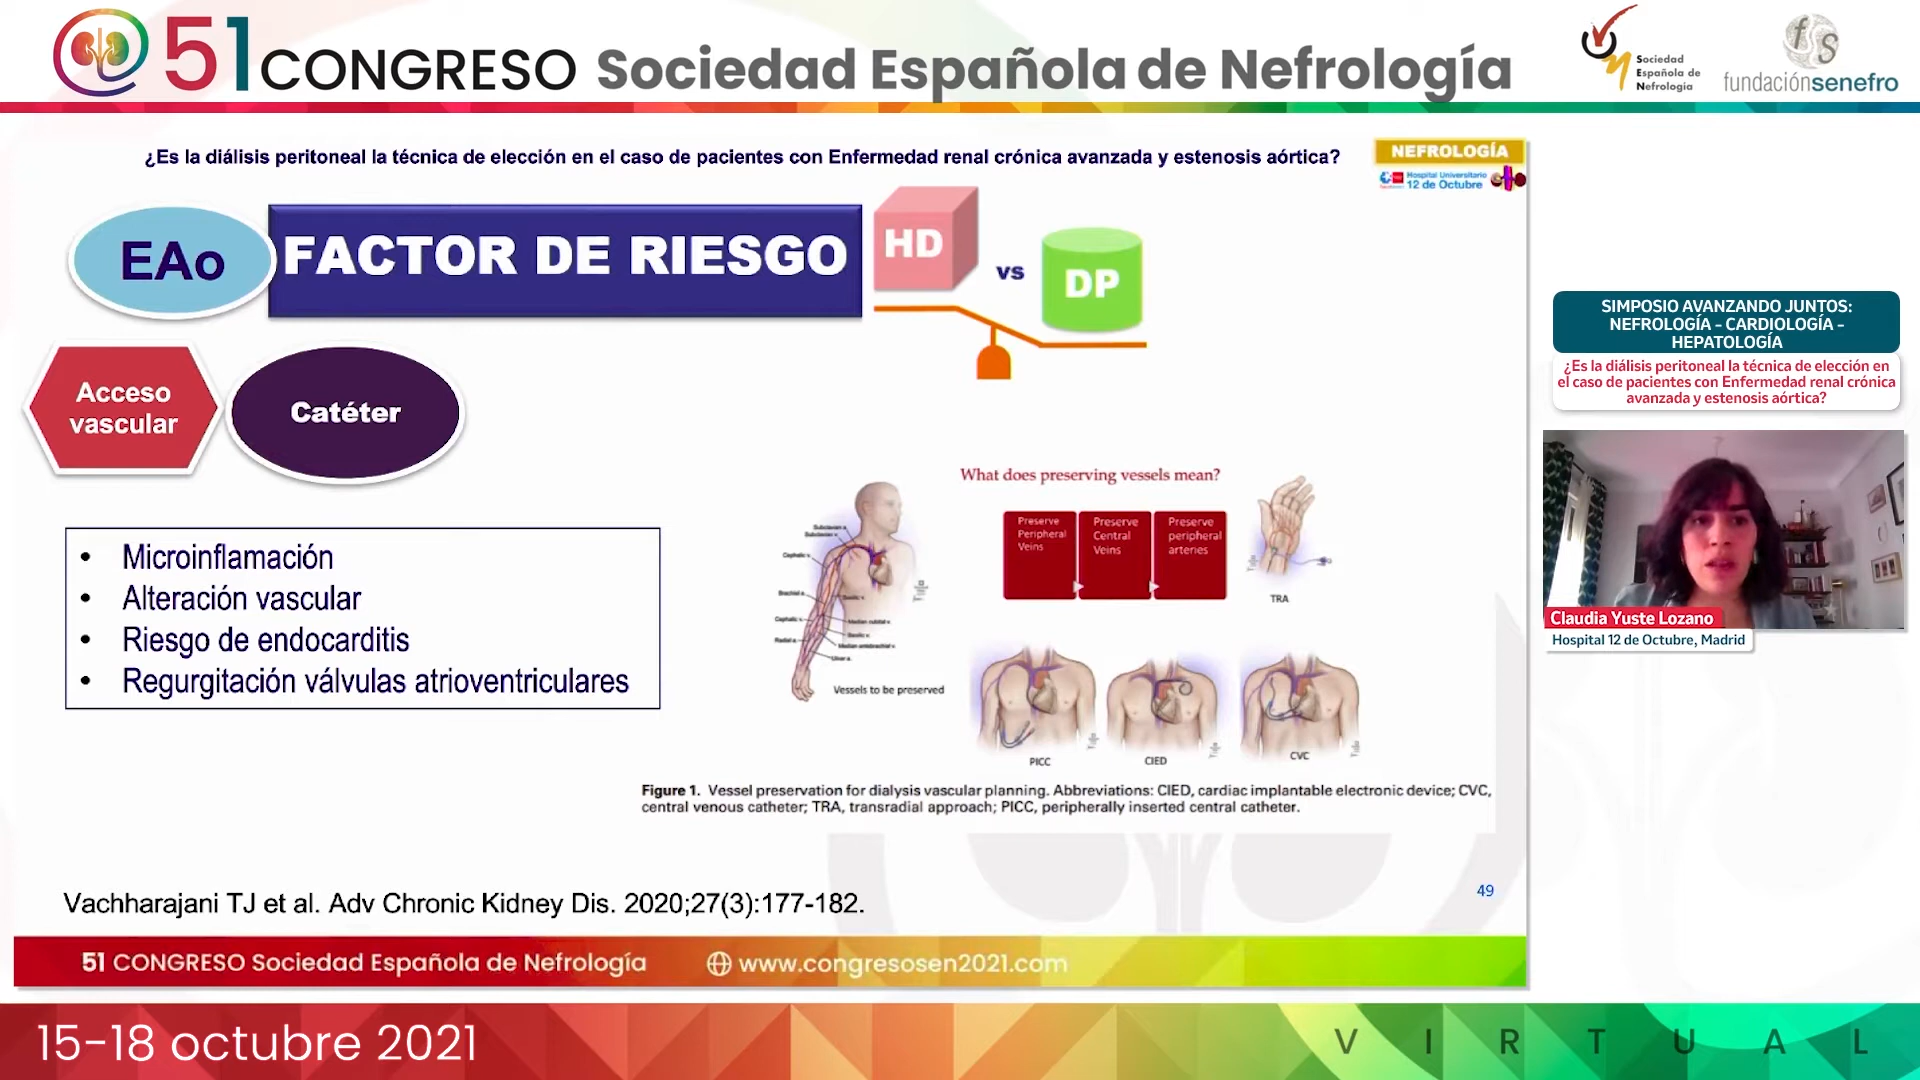 51 CONGRESO Sociedad Española de Nefrología
Sociedad
Española de
Nefrología
fundaciónsenefro
¿Es la diálisis peritoneal la técnica de elección en el caso de pacientes con Enfermedad renal crónica avanzada y estenosis aórtica?
NEFROLOGÍA
Hospital Universitario
12 de Octubre
EAo
FACTOR DE RIESGO
HD
vs
DP
Acceso
vascular
Catéter
• Microinflamación
• Alteración vascular
• Riesgo de endocarditis
• Regurgitación válvulas atrioventriculares
What does preserving vessels mean?
Preserve
Peripheral
Veins
Preserve
Central
Veins
Preserve
peripheral
arteries
TRA
Vessels to be preserved
PICC
CIED
CVC
Figure 1. Vessel preservation for dialysis vascular planning. Abbreviations: CIED, cardiac implantable electronic device; CVC,
central venous catheter; TRA, transradial approach; PICC, peripherally inserted central catheter.
Vachharajani TJ et al. Adv Chronic Kidney Dis. 2020;27(3):177-182.
49
51 CONGRESO Sociedad Española de Nefrología
www.congresosen2021.com
SIMPOSIO AVANZANDO JUNTOS:
NEFROLOGÍA - CARDIOLOGÍA -
HEPATOLOGÍA
¿Es la diálisis peritoneal la técnica de elección en
el caso de pacientes con Enfermedad renal crónica
avanzada y estenosis aórtica?
Claudia Yuste Lozano
Hospital 12 de Octubre, Madrid
15-18 octubre 2021
VIRTUAL